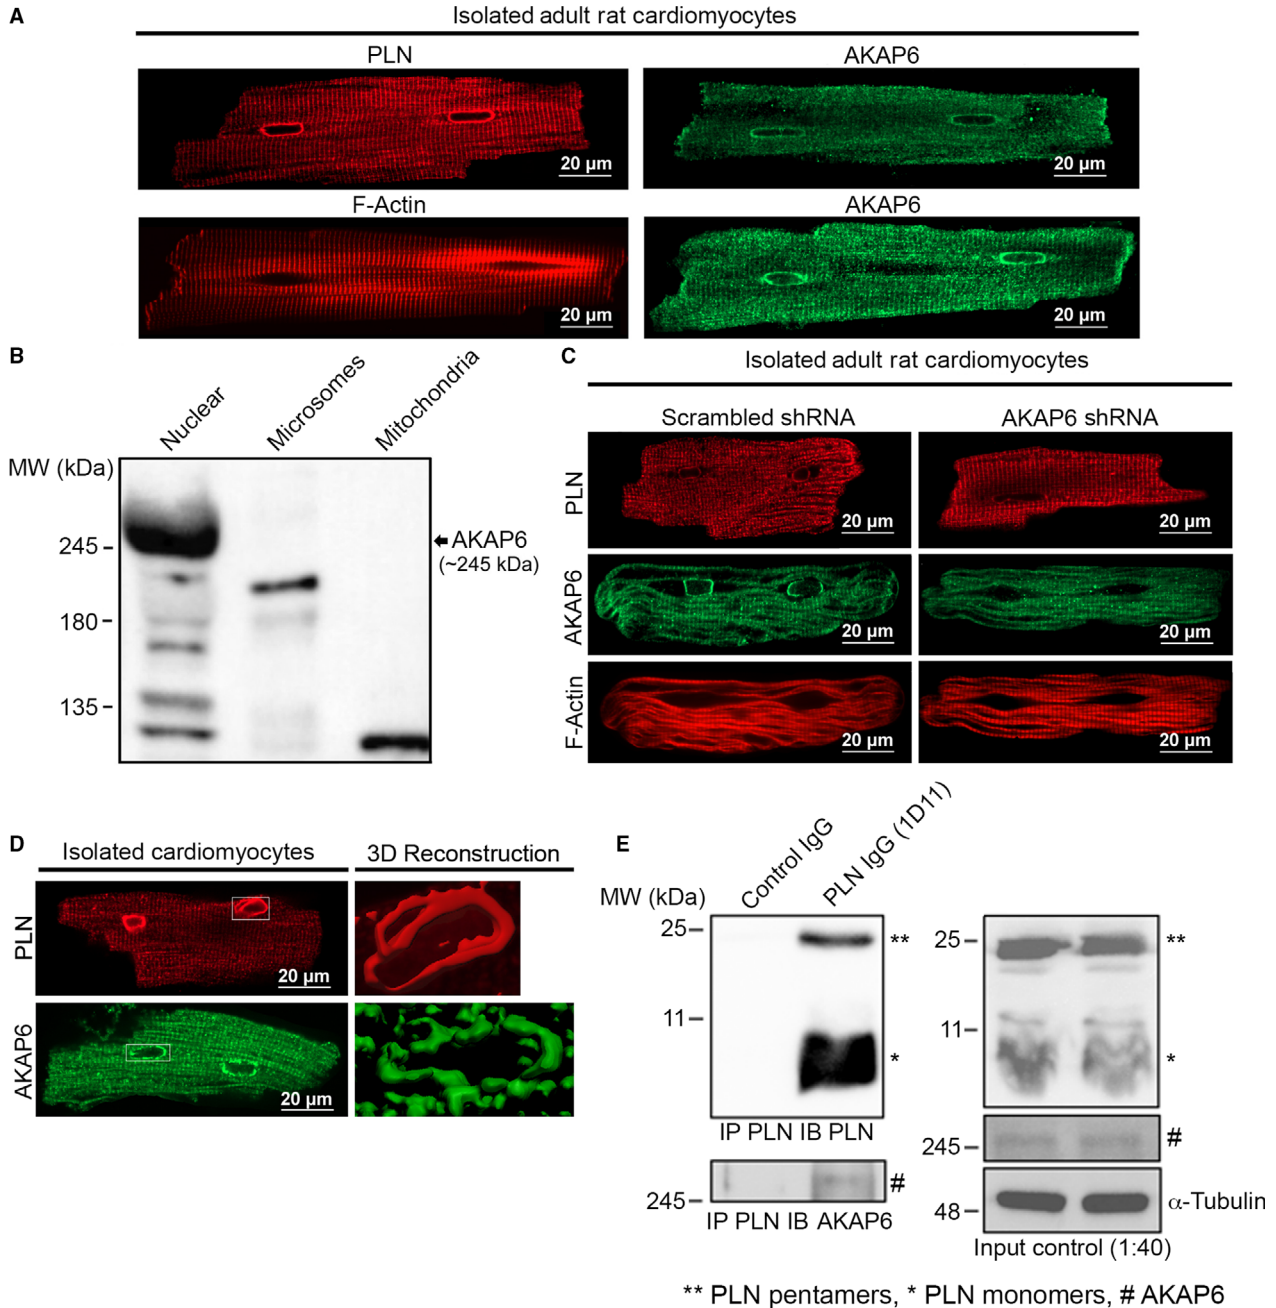 A
Isolated adult rat cardiomyocytes
PLN
AKAP6
20 µm
20 µm
F-Actin
AKAP6
20 µm
20 µm
B
Nuclear
Microsomes
Mitochondria
MW (kDa)
245
180
135
AKAP6
(~245 kDa)
C
Isolated adult rat cardiomyocytes
Scrambled shRNA
AKAP6 shRNA
PLN
20 µm
20 µm
AKAP6
20 µm
20 µm
F-Actin
20 µm
20 µm
D
Isolated cardiomyocytes
3D Reconstruction
PLN
20 µm
AKAP6
20 µm
E
Control IgG
PLN IgG (1D11)
MW (kDa)
25
**
11
*
IP PLN IB PLN
245
#
IP PLN IB AKAP6
25
**
11
*
245
#
48
α-Tubulin
Input control (1:40)
** PLN pentamers, * PLN monomers, # AKAP6